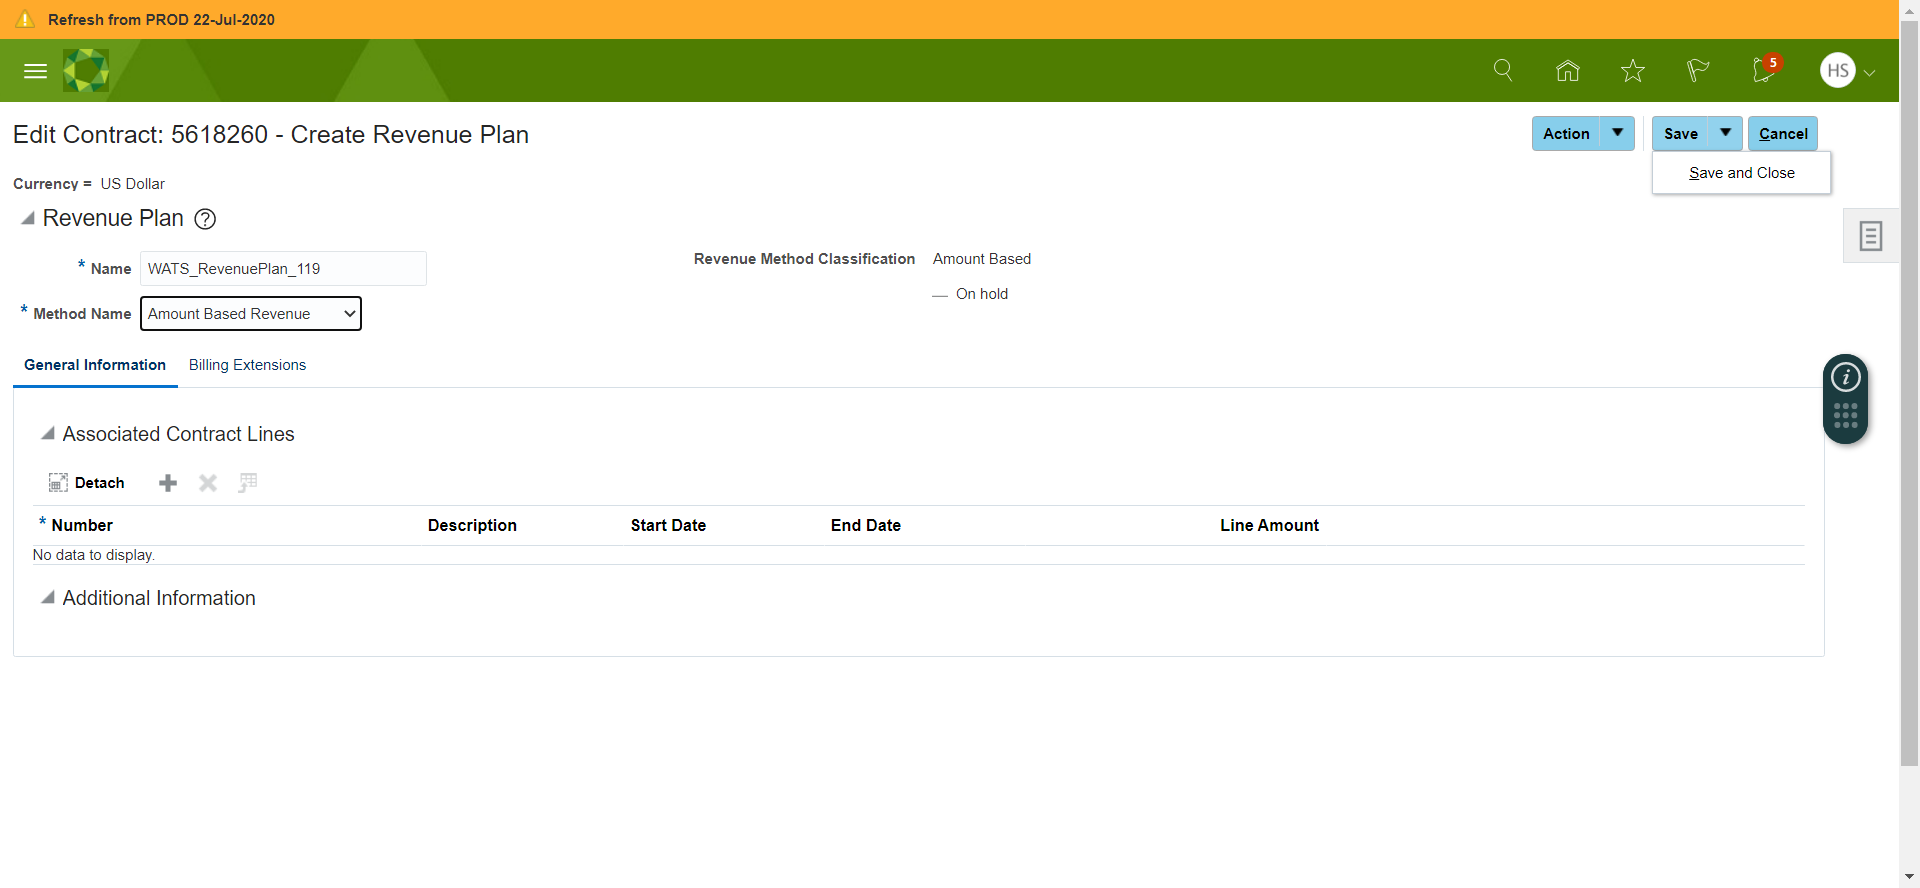 Refresh from PROD 22-Jul-2020
5
HS
Edit Contract: 5618260 - Create Revenue Plan
Action
Save
Cancel
Save and Close
Currency = US Dollar
Revenue Plan ?
* Name WATS_RevenuePlan_119
Revenue Method Classification Amount Based
— On hold
* Method Name Amount Based Revenue
General Information Billing Extensions
i
Associated Contract Lines
Detach
* Number Description Start Date End Date Line Amount
No data to display.
Additional Information